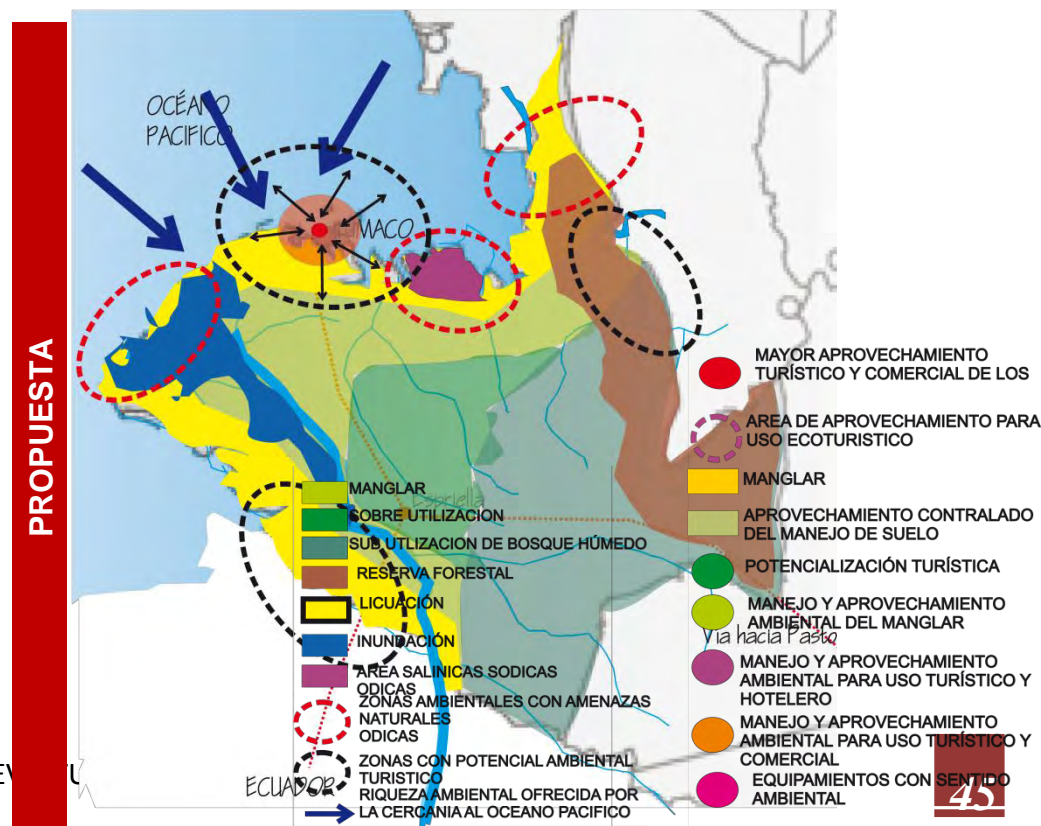 PROPUESTA
OCÉANO
PACIFICO
MACO
Espriella
Via hacia Pasto
ECUADOR
MANGLAR
SOBRE UTILIZACION
SUB UTLIZACION DE BOSQUE HÚMEDO
RESERVA FORESTAL
LICUACIÓN
INUNDACIÓN
AREA SALINICAS SODICAS
ODICAS
ZONAS AMBIENTALES CON AMENAZAS
NATURALES
ODICAS
ZONAS CON POTENCIAL AMBIENTAL
TURISTICO
RIQUEZA AMBIENTAL OFRECIDA POR
LA CERCANIA AL OCEANO PACIFICO
MAYOR APROVECHAMIENTO
TURÍSTICO Y COMERCIAL DE LOS
AREA DE APROVECHAMIENTO PARA
USO ECOTURISTICO
MANGLAR
APROVECHAMIENTO CONTRALADO
DEL MANEJO DE SUELO
POTENCIALIZACIÓN TURÍSTICA
MANEJO Y APROVECHAMIENTO
AMBIENTAL DEL MANGLAR
MANEJO Y APROVECHAMIENTO
AMBIENTAL PARA USO TURÍSTICO Y
HOTELERO
MANEJO Y APROVECHAMIENTO
AMBIENTAL PARA USO TURÍSTICO Y
COMERCIAL
EQUIPAMIENTOS CON SENTIDO
AMBIENTAL
45